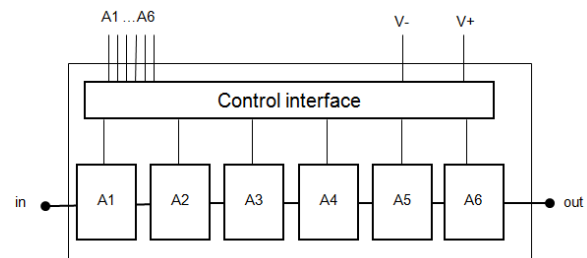 A1 ...A6 V- V+
Control interface
in A1 A2 A3 A4 A5 A6 out